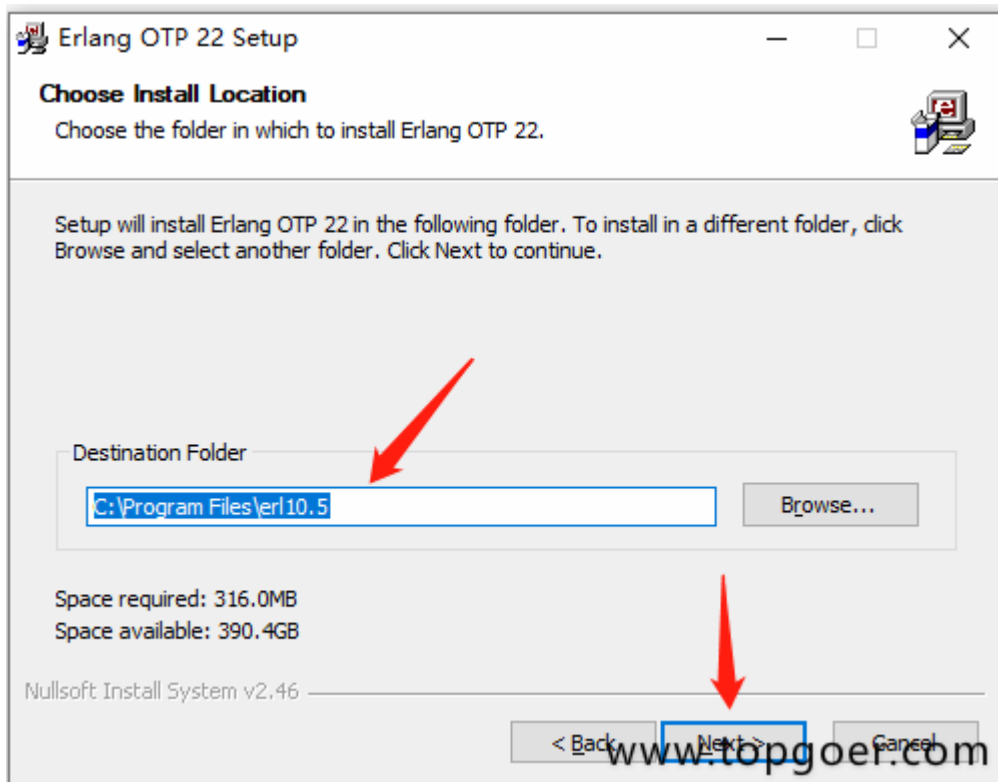 Erlang OTP 22 Setup
Choose Install Location
Choose the folder in which to install Erlang OTP 22.
Setup will install Erlang OTP 22 in the following folder. To install in a different folder, click
Browse and select another folder. Click Next to continue.
Destination Folder
C:\Program Files\erl10.5
Browse...
Space required: 316.0MB
Space available: 390.4GB
Nullsoft Install System v2.46
< Back
Next >
Cancel
www.topgoer.com